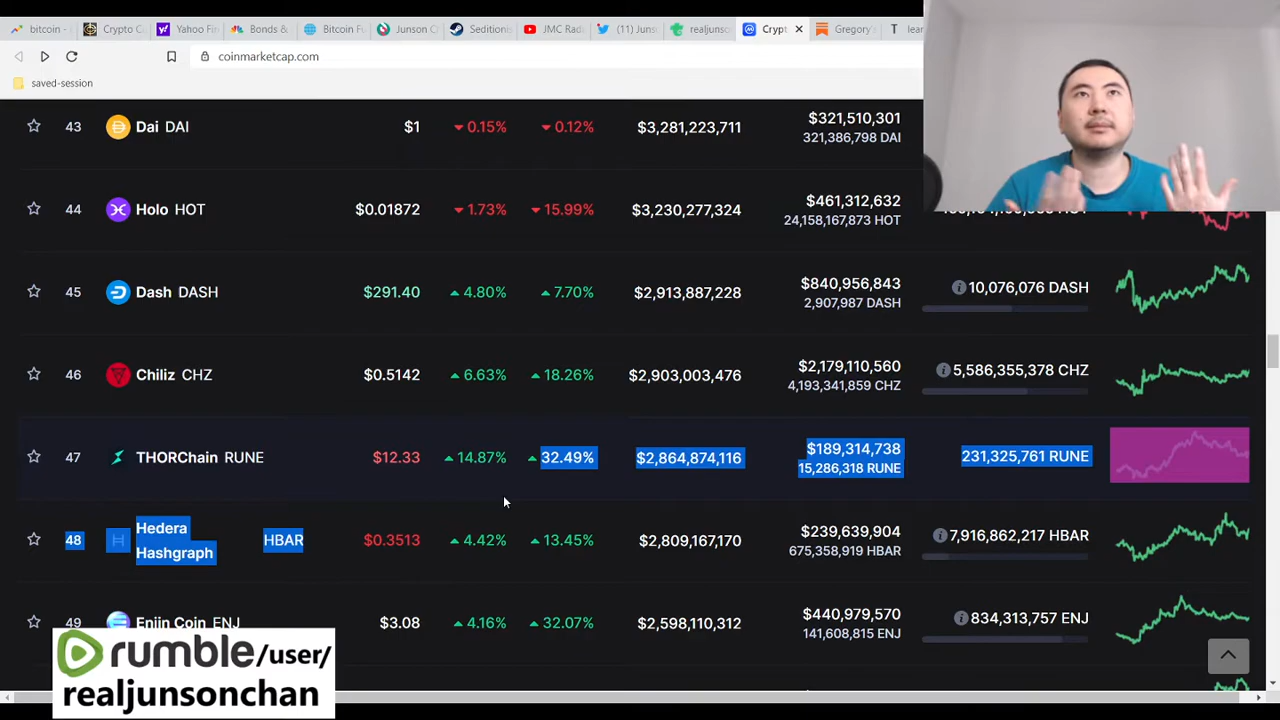 bitcoin -
Crypto C
Yahoo Fin
Bonds &
Bitcoin Fu
Junson C
Sedition
JMC Radi
(11) Juns
realjunso
Crypt
Gregory's
lear
coinmarketcap.com
saved-session
43 Dai DAI $1 0.15% 0.12% $3,281,223,711 $321,510,301
321,386,798 DAI
44 Holo HOT $0.01872 1.73% 15.99% $3,230,277,324 $461,312,632
24,158,167,873 HOT
45 Dash DASH $291.40 4.80% 7.70% $2,913,887,228 $840,956,843 10,076,076 DASH
2,907,987 DASH
46 Chiliz CHZ $0.5142 6.63% 18.26% $2,903,003,476 $2,179,110,560 5,586,355,378 CHZ
4,193,341,859 CHZ
47 THORChain RUNE $12.33 14.87% 32.49% $2,864,874,116 $189,314,738 231,325,761 RUNE
15,286,318 RUNE
48 Hedera Hashgraph HBAR $0.3513 4.42% 13.45% $2,809,167,170 $239,639,904 7,916,862,217 HBAR
675,358,919 HBAR
49 Enjin Coin ENJ $3.08 4.16% 32.07% $2,598,110,312 $440,979,570 834,313,757 ENJ
141,608,815 ENJ
rumble/user/
realjunsonchan